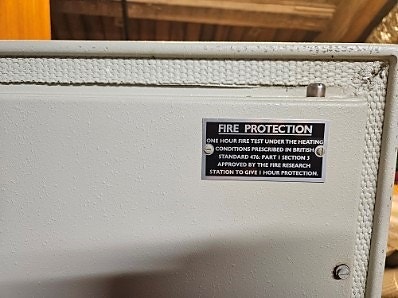 FIRE PROTECTION
ONE HOUR FIRE TEST UNDER THE HEATING
CONDITIONS PRESCRIBED IN BRITISH
STANDARD 476. PART 1 SECTION 3
APPROVED BY THE FIRE RESEARCH
STATION TO GIVE 1 HOUR PROTECTION.